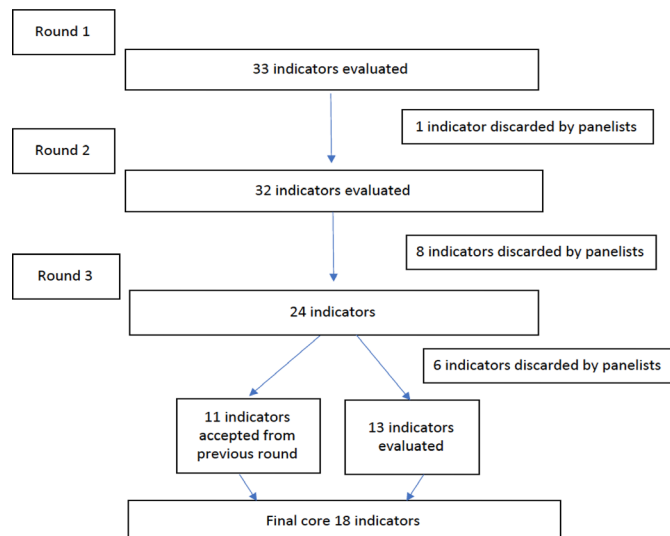 Round 1
33 indicators evaluated
1 indicator discarded by panelists
Round 2
32 indicators evaluated
8 indicators discarded by panelists
Round 3
24 indicators
6 indicators discarded by panelists
11 indicators
accepted from
previous round
13 indicators
evaluated
Final core 18 indicators